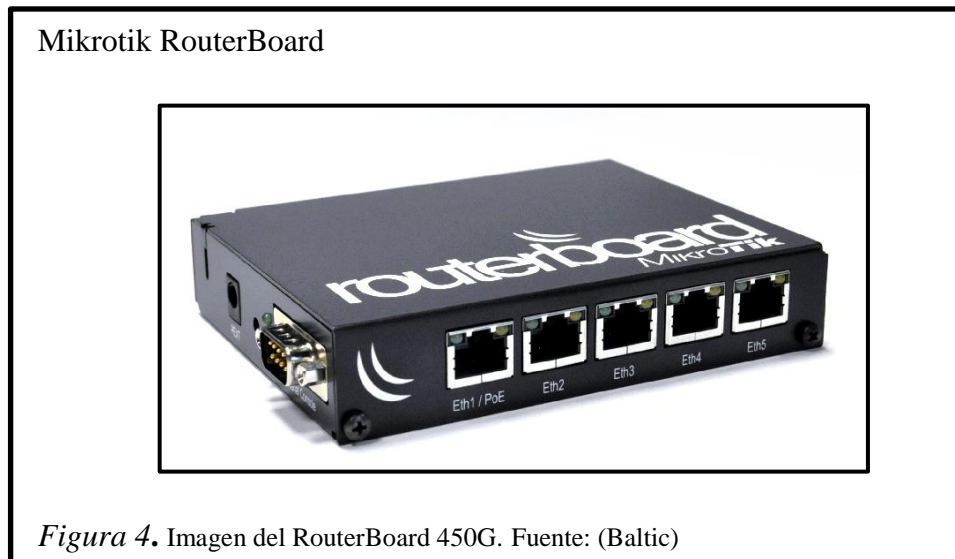 Mikrotik RouterBoard
routerboard
MikroTik
Eth1 / PoE
Eth2
Eth3
Eth4
Eth5
Figura 4. Imagen del RouterBoard 450G. Fuente: (Baltic)